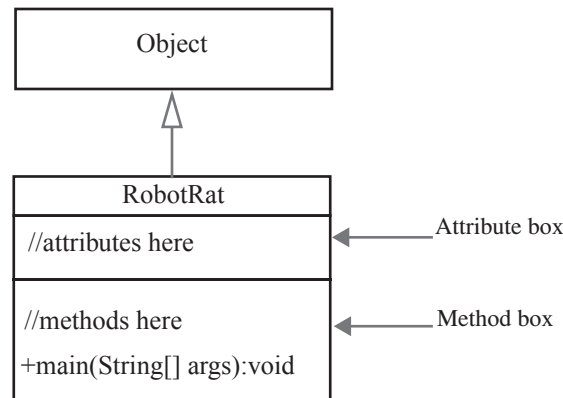 Object
RobotRat
//attributes here
Attribute box
//methods here
Method box
+main(String[] args):void